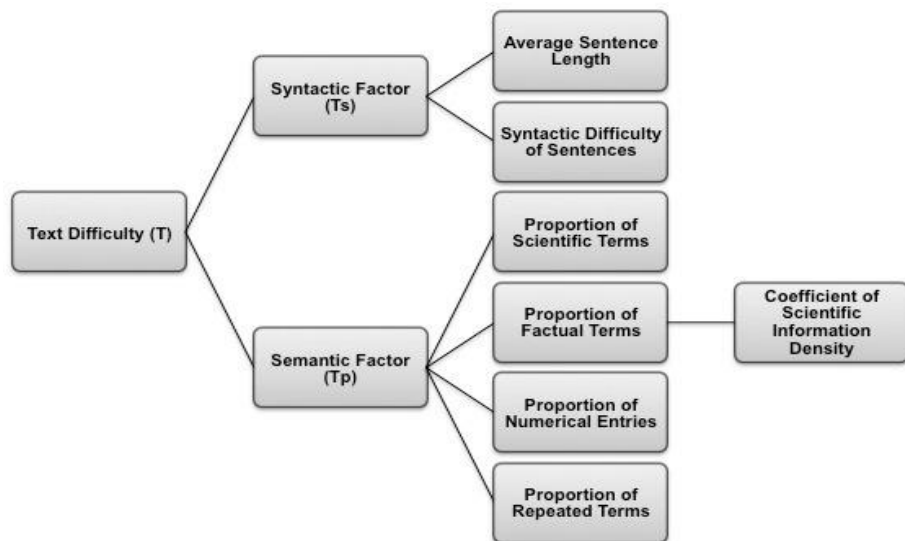 Text Difficulty (T)
Syntactic Factor
(Ts)
Average Sentence
Length
Syntactic Difficulty
of Sentences
Semantic Factor
(Tp)
Proportion of
Scientific Terms
Proportion of
Factual Terms
Coefficient of
Scientific
Information
Density
Proportion of
Numerical Entries
Proportion of
Repeated Terms